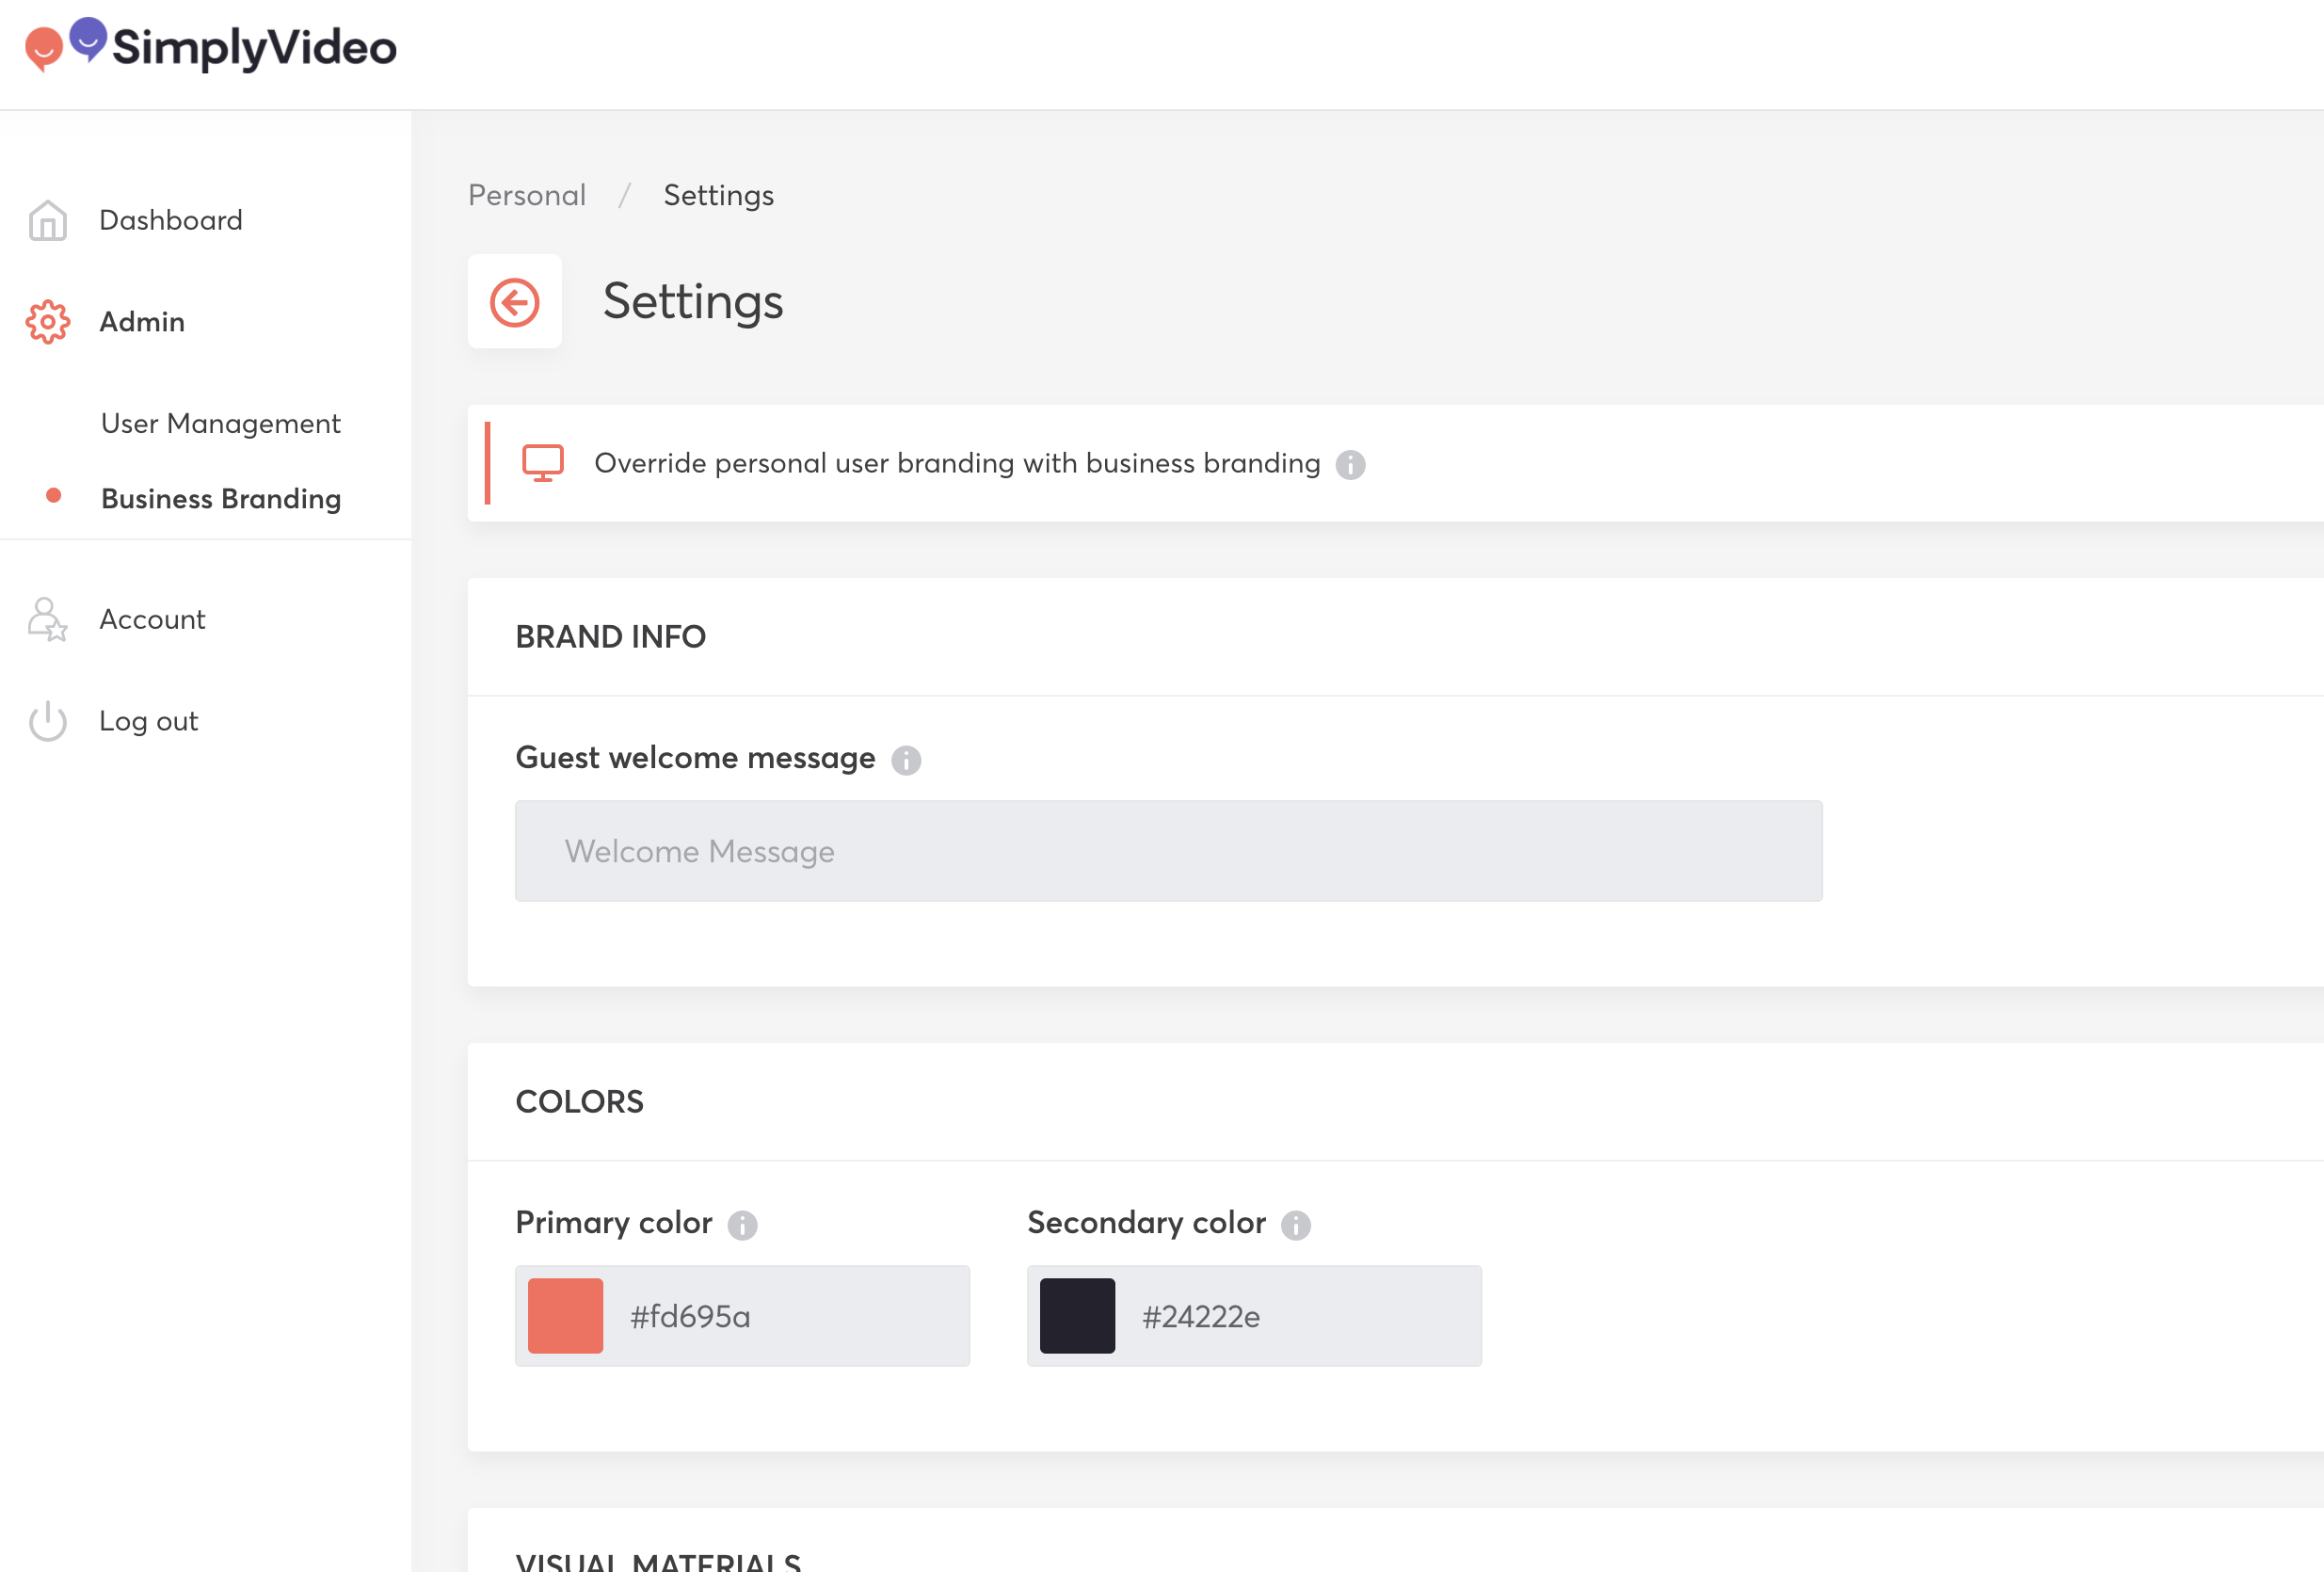 SimplyVideo
Dashboard
Admin
User Management
Business Branding
Account
Log out
Personal / Settings
Settings
Override personal user branding with business branding
BRAND INFO
Guest welcome message
Welcome Message
COLORS
Primary color
Secondary color
#fd695a
#24222e
VISUAL MATERIALS